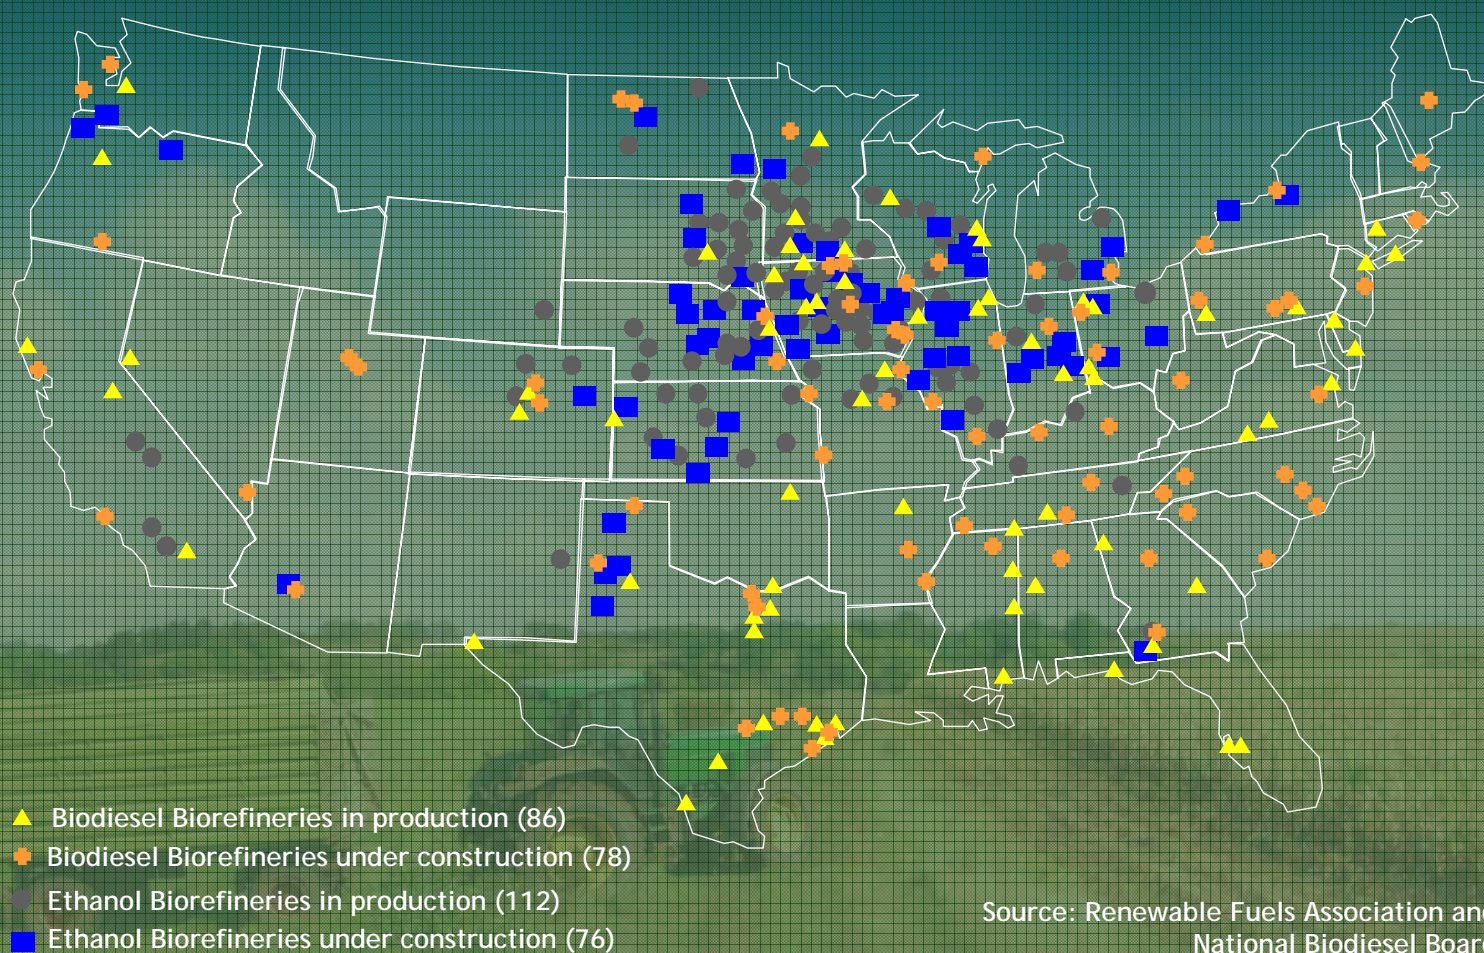 Biodiesel Biorefineries in production (86)
Biodiesel Biorefineries under construction (78)
Ethanol Biorefineries in production (112)
Ethanol Biorefineries under construction (76)
Source: Renewable Fuels Association an
National Biodiesel Boar